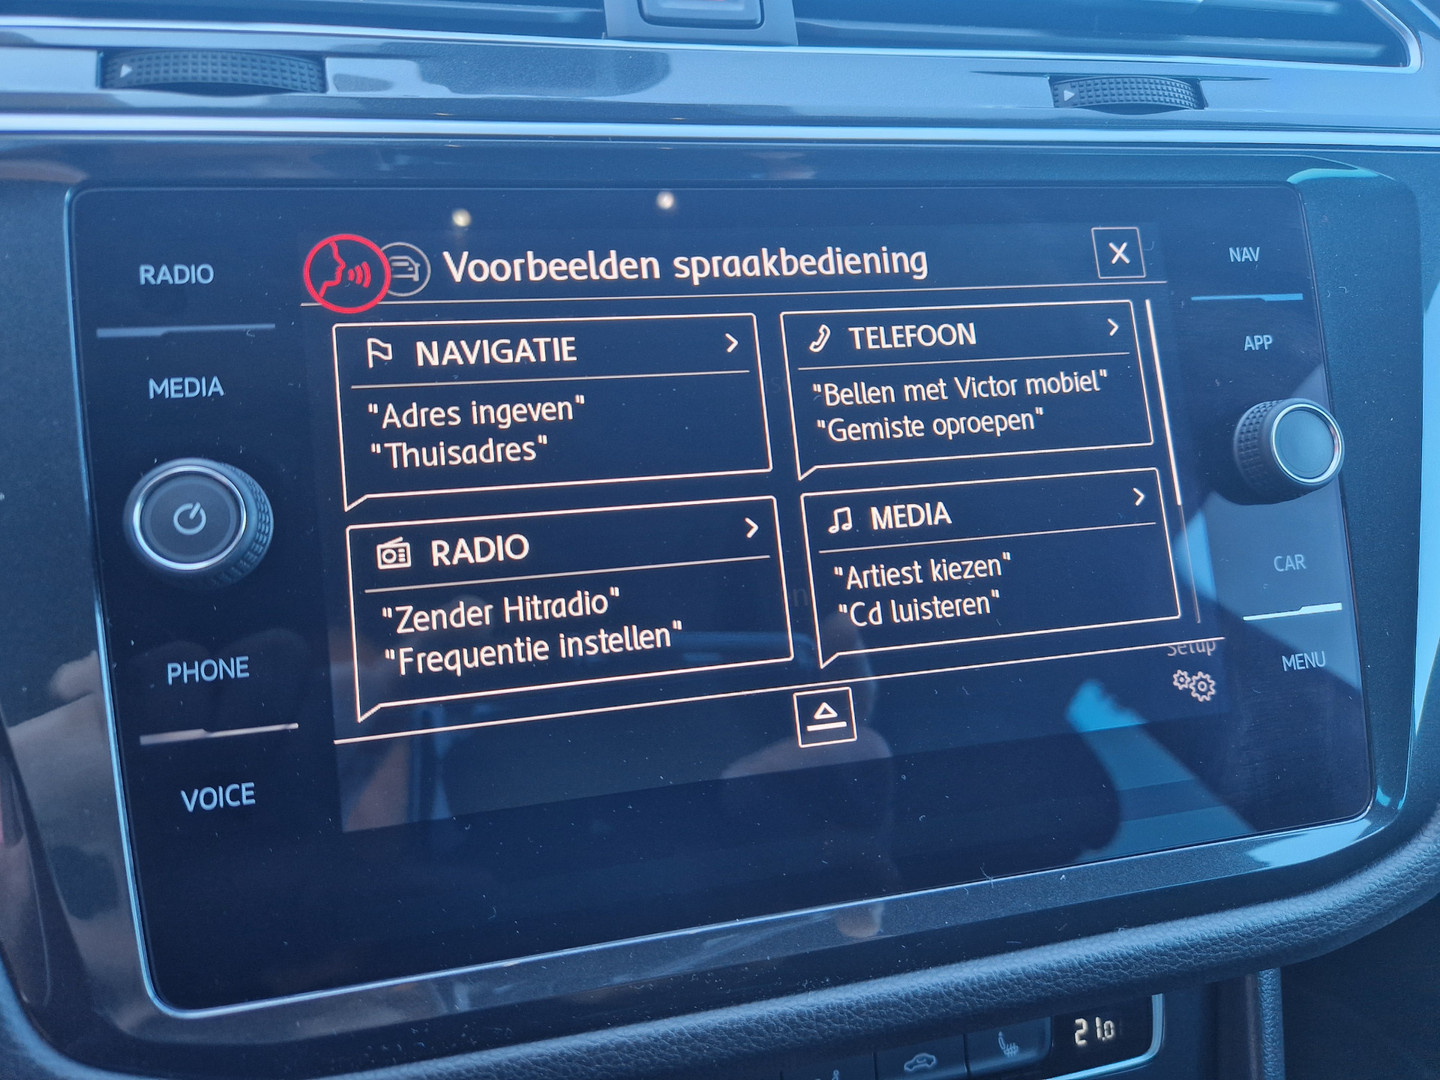 RADIO
MEDIA
PHONE
VOICE
Voorbeelden spraakbediening
X
NAVIGATIE
"Adres ingeven"
"Thuisadres"
TELEFOON
"Bellen met Victor mobiel"
"Gemiste oproepen"
RADIO
"Zender Hitradio"
"Frequentie instellen"
MEDIA
"Artiest kiezen"
"Cd luisteren"
Setup
NAV
APP
CAR
MENU
21.0